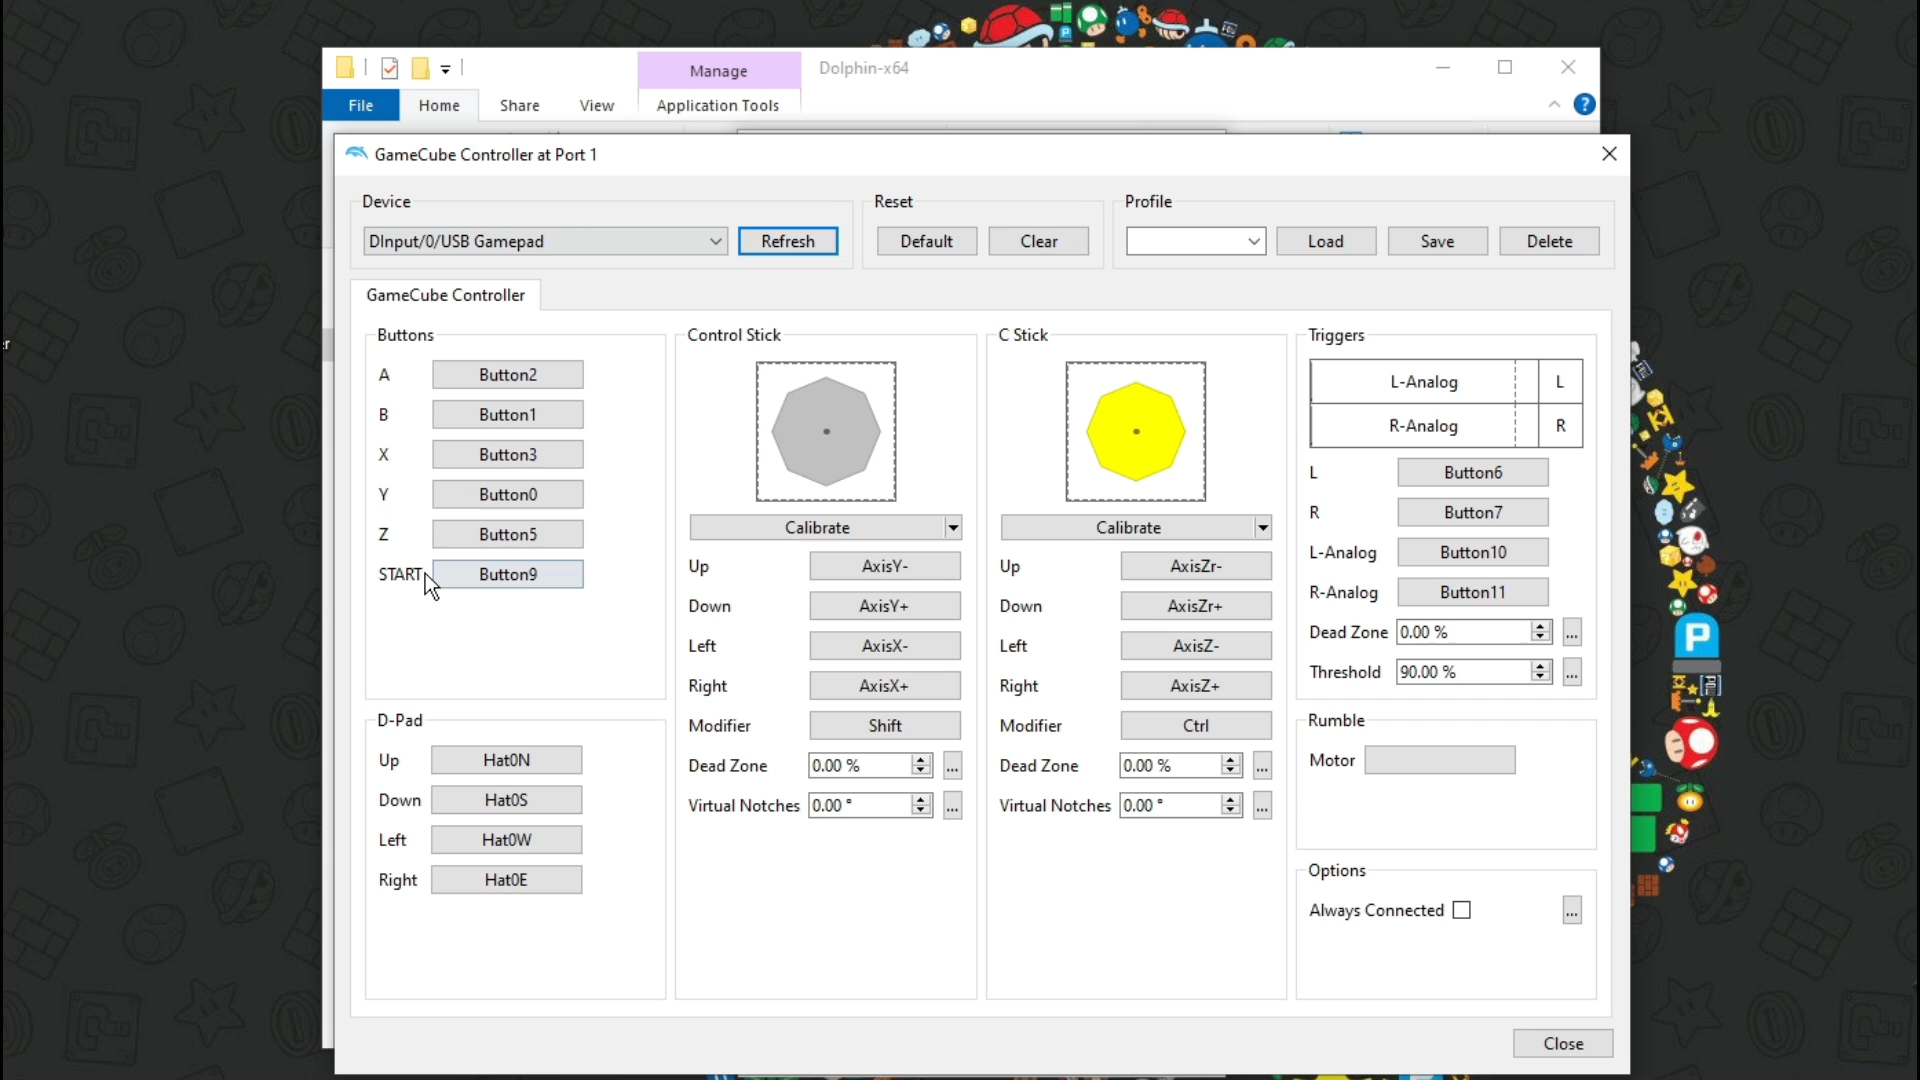 Manage
Dolphin-x64
File
Home
Share
View
Application Tools
?
GameCube Controller at Port 1
Device
DInput/0/USB Gamepad
Refresh
Reset
Default
Clear
Profile
Load
Save
Delete
GameCube Controller
Buttons
A Button2
B Button1
X Button3
Y Button0
Z Button5
START Button9
D-Pad
Up Hat0N
Down Hat0S
Left Hat0W
Right Hat0E
Control Stick
Calibrate
Up AxisY-
Down AxisY+
Left AxisX-
Right AxisX+
Modifier Shift
Dead Zone 0.00 % ...
Virtual Notches 0.00 ° ...
C Stick
Calibrate
Up AxisZr-
Down AxisZr+
Left AxisZ-
Right AxisZ+
Modifier Ctrl
Dead Zone 0.00 % ...
Virtual Notches 0.00 ° ...
Triggers
L-Analog L
R-Analog R
L Button6
R Button7
L-Analog Button10
R-Analog Button11
Dead Zone 0.00 % ...
Threshold 90.00 % ...
Rumble
Motor
Options
Always Connected ...
Close
er
P